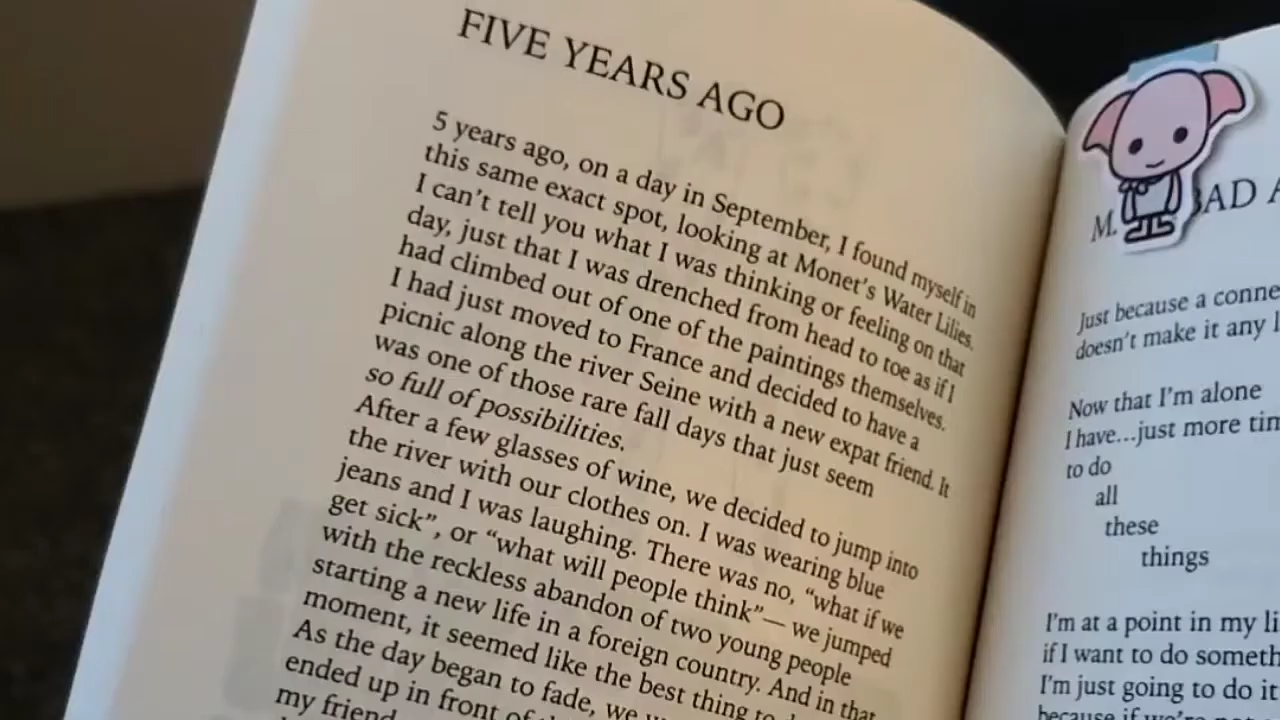 FIVE YEARS AGO
5 years ago, on a day in September, I found myself in
this same exact spot, looking at Monet's Water Lilies.
I can't tell you what I was thinking or feeling on that
day, just that I was drenched from head to toe as if I
had climbed out of one of the paintings themselves.
I had just moved to France and decided to have a
picnic along the river Seine with a new expat friend. It
was one of those rare fall days that just seem
so full of possibilities.
After a few glasses of wine, we decided to jump into
the river with our clothes on. I was wearing blue
jeans and I was laughing. There was no, “what if we
get sick”, or “what will people think”— we jumped
with the reckless abandon of two young people
starting a new life in a foreign country. And in that
moment, it seemed like the best thing to
As the day began to fade, we
ended up in front of
my friend
M. BAD
Just because a conne
doesn't make it any
Now that I'm alone
I have...just more tim
to do
all
these
things
I'm at a point in my li
if I want to do someth
I'm just going to do it
because if we're not